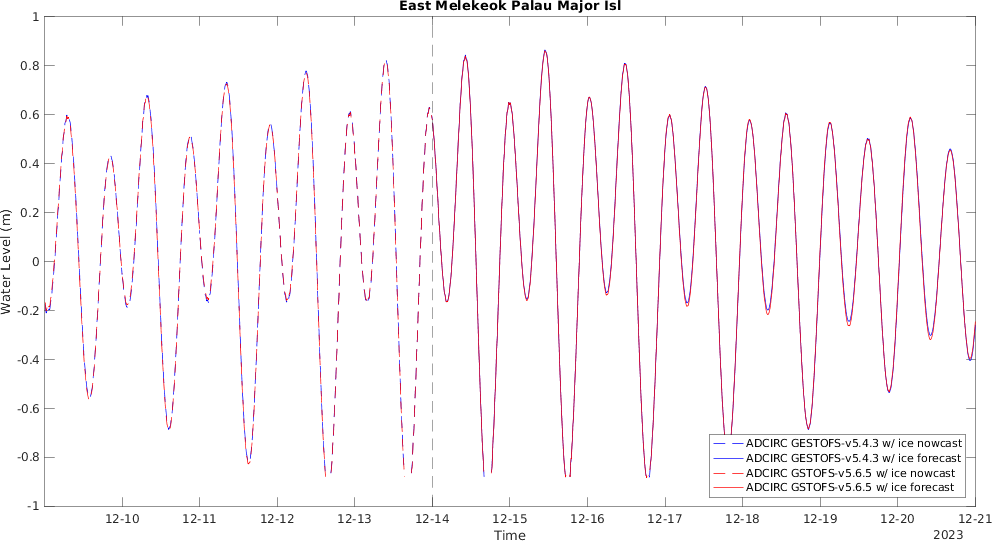 East Melekeok Palau Major Isl
1
0.8
0.6
0.4
0.2
0
-0.2
-0.4
-0.6
-0.8
-1
Water Level (m)
12-10 12-11 12-12 12-13 12-14 12-15 12-16 12-17 12-18 12-19 12-20 12-21
Time
2023
ADCIRC GESTOFS-v5.4.3 w/ ice nowcast
ADCIRC GESTOFS-v5.4.3 w/ ice forecast
ADCIRC GSTOFS-v5.6.5 w/ ice nowcast
ADCIRC GSTOFS-v5.6.5 w/ ice forecast